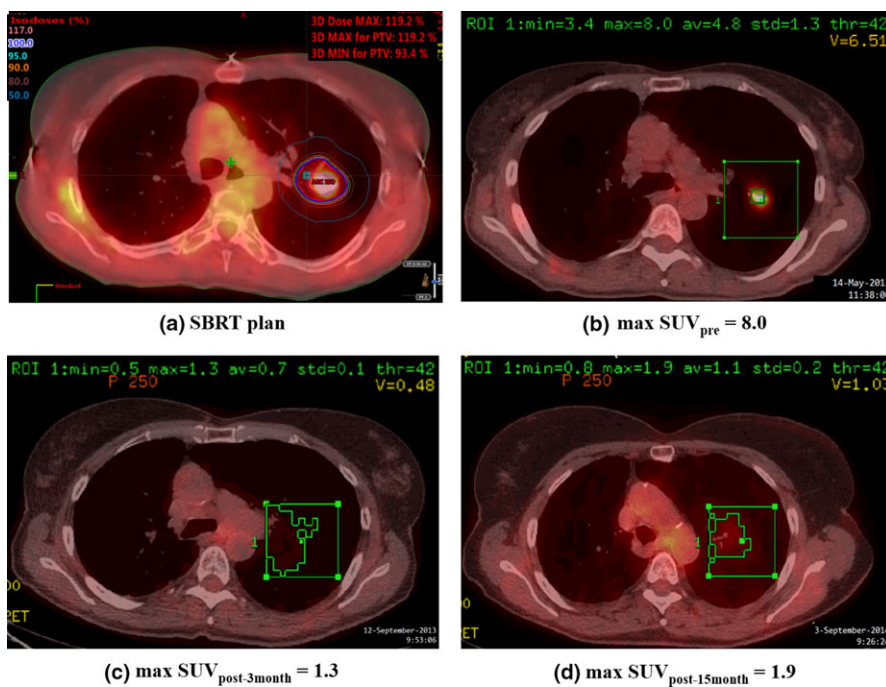 Isodoses (%)
117.0
100.0
95.0
90.0
80.0
50.0
A
3D Dose MAX: 119.2 %
3D MAX for PTV: 119.2 %
3D MIN for PTV: 93.4 %
Standard
(a) SBRT plan
ROI 1:min=3.4 max=8.0 av=4.8 std=1.3 thr=42
V=6.51
1
14-May-201
11:38:0
(b) max SUVpre = 8.0
ROI 1:min=0.5 max=1.3 av=0.7 std=0.1 thr=42
P 250
V=0.48
1
PET
12-September-2013
9:53:06
(c) max SUVpost-3month = 1.3
ROI 1:min=0.8 max=1.9 av=1.1 std=0.2 thr=42
P 250
V=1.03
1
PET
3-September-201
9:26:2
(d) max SUVpost-15month = 1.9